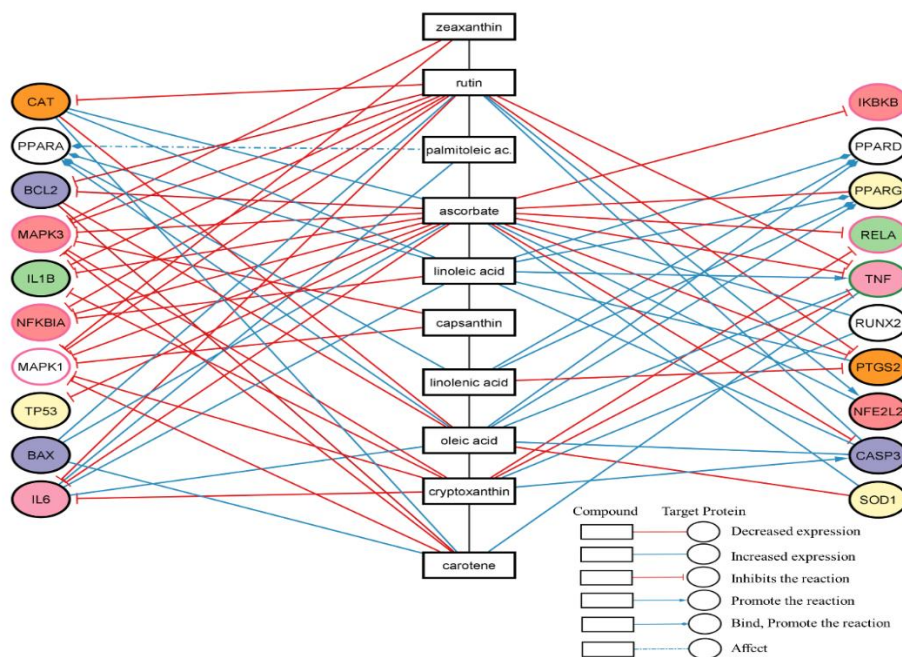 zeaxanthin
rutin
palmitoleic ac.
ascorbate
linoleic acid
capsanthin
linolenic acid
oleic acid
cryptoxanthin
carotene
CAT
PPARA
BCL2
MAPK3
IL1B
NFKBIA
MAPK1
TP53
BAX
IL6
IKBKB
PPARD
PPARG
RELA
TNF
RUNX2
PTGS2
NFE2L2
CASP3
SOD1
Compound Target Protein
Decreased expression
Increased expression
Inhibits the reaction
Promote the reaction
Bind, Promote the reaction
Affect